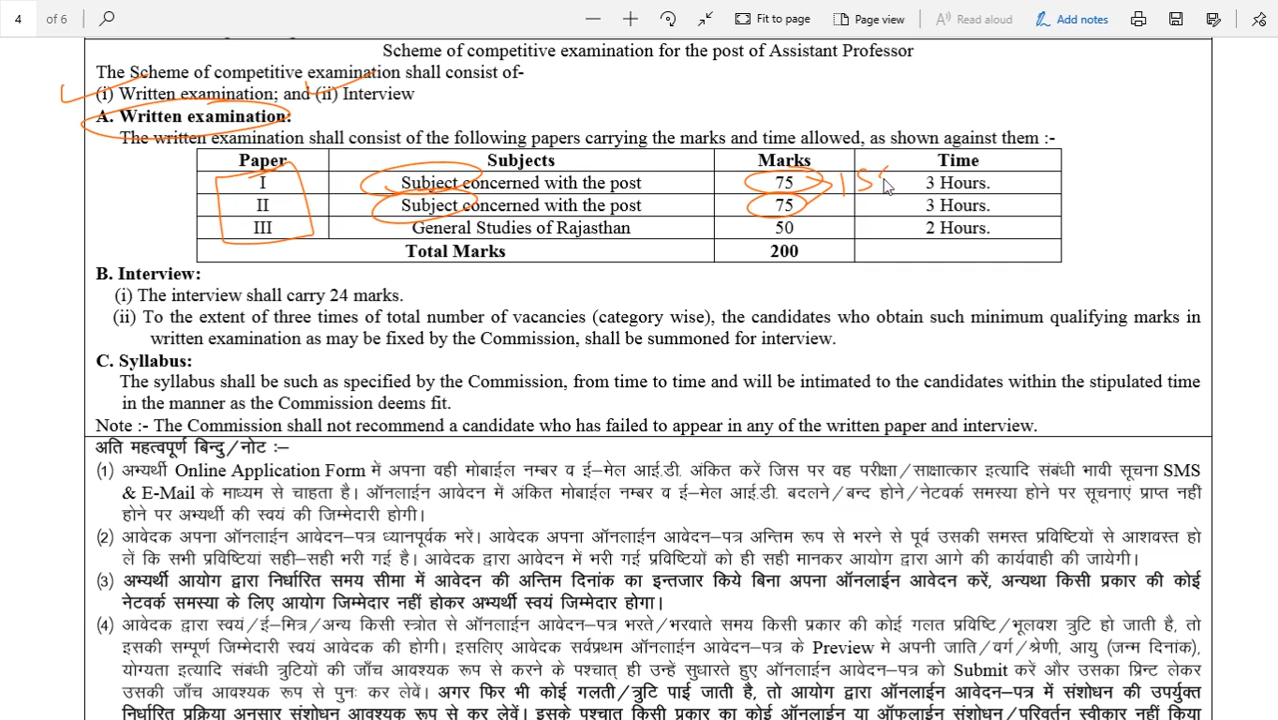 4 of 6 Fit to page Page view Read aloud Add notes
Scheme of competitive examination for the post of Assistant Professor
The Scheme of competitive examination shall consist of-
(i) Written examination; and (ii) Interview
A. Written examination:
The written examination shall consist of the following papers carrying the marks and time allowed, as shown against them :-
Paper Subjects Marks Time
I Subject concerned with the post 75 3 Hours.
II Subject concerned with the post 75 3 Hours.
III General Studies of Rajasthan 50 2 Hours.
Total Marks 200
B. Interview:
(i) The interview shall carry 24 marks.
(ii) To the extent of three times of total number of vacancies (category wise), the candidates who obtain such minimum qualifying marks in
written examination as may be fixed by the Commission, shall be summoned for interview.
C. Syllabus:
The syllabus shall be such as specified by the Commission, from time to time and will be intimated to the candidates within the stipulated time
in the manner as the Commission deems fit.
Note :- The Commission shall not recommend a candidate who has failed to appear in any of the written paper and interview.
अति महत्वपूर्ण बिन्दु/नोट :–
(1) अभ्यर्थी Online Application Form में अपना वही मोबाईल नम्बर व ई–मेल आई.डी. अंकित करें जिस पर वह परीक्षा/साक्षात्कार इत्यादि संबंधी भावी सूचना SMS
& E-Mail के माध्यम से चाहता है। ऑनलाईन आवेदन में अंकित मोबाईल नम्बर व ई–मेल आई.डी. बदलने/बन्द होने/नेटवर्क समस्या होने पर सूचनाएं प्राप्त नहीं
होने पर अभ्यर्थी की स्वयं की जिम्मेदारी होगी।
(2) आवेदक अपना ऑनलाईन आवेदन–पत्र ध्यानपूर्वक भरें। आवेदक अपना ऑनलाईन आवेदन–पत्र अन्तिम रूप से भरने से पूर्व उसकी समस्त प्रविष्टियों से आशवस्त हो
लें कि सभी प्रविष्टियां सही–सही भरी गई है। आवेदक द्वारा आवेदन में भरी गई प्रविष्टियों को ही सही मानकर आयोग द्वारा आगे की कार्यवाही की जायेगी।
(3) अभ्यर्थी आयोग द्वारा निर्धारित समय सीमा में आवेदन की अन्तिम दिनांक का इन्तजार किये बिना अपना ऑनलाईन आवेदन करें, अन्यथा किसी प्रकार की कोई
नेटवर्क समस्या के लिए आयोग जिम्मेदार नहीं होकर अभ्यर्थी स्वयं जिम्मेदार होगा।
(4) आवेदक द्वारा स्वयं/ई–मित्र/अन्य किसी स्त्रोत से ऑनलाईन आवेदन–पत्र भरते/भरवाते समय किसी प्रकार की कोई गलत प्रविष्टि/भूलवश त्रुटि हो जाती है, तो
इसकी सम्पूर्ण जिम्मेदारी स्वयं आवेदक की होगी। इसलिए आवेदक सर्वप्रथम ऑनलाईन आवेदन–पत्र के Preview मे अपनी जाति/वर्ग/श्रेणी, आयु (जन्म दिनांक),
योग्यता इत्यादि संबंधी त्रुटियों की जाँच आवश्यक रूप से करने के पश्चात् ही उन्हें सुधारते हुए ऑनलाईन आवेदन–पत्र को Submit करें और उसका प्रिन्ट लेकर
उसकी जाँच आवश्यक रूप से पुनः कर लेवें। अगर फिर भी कोई गलती/त्रुटि पाई जाती है, तो आयोग द्वारा ऑनलाईन आवेदन–पत्र में संशोधन की उपर्युक्त
निर्धारित प्रक्रिया अनुसार संशोधन आवश्यक रूप से कर लेवें। इसके पश्चात् किसी प्रकार का कोई ऑनलाईन या ऑफलाईन संशोधन/परिवर्तन स्वीकार नहीं किया